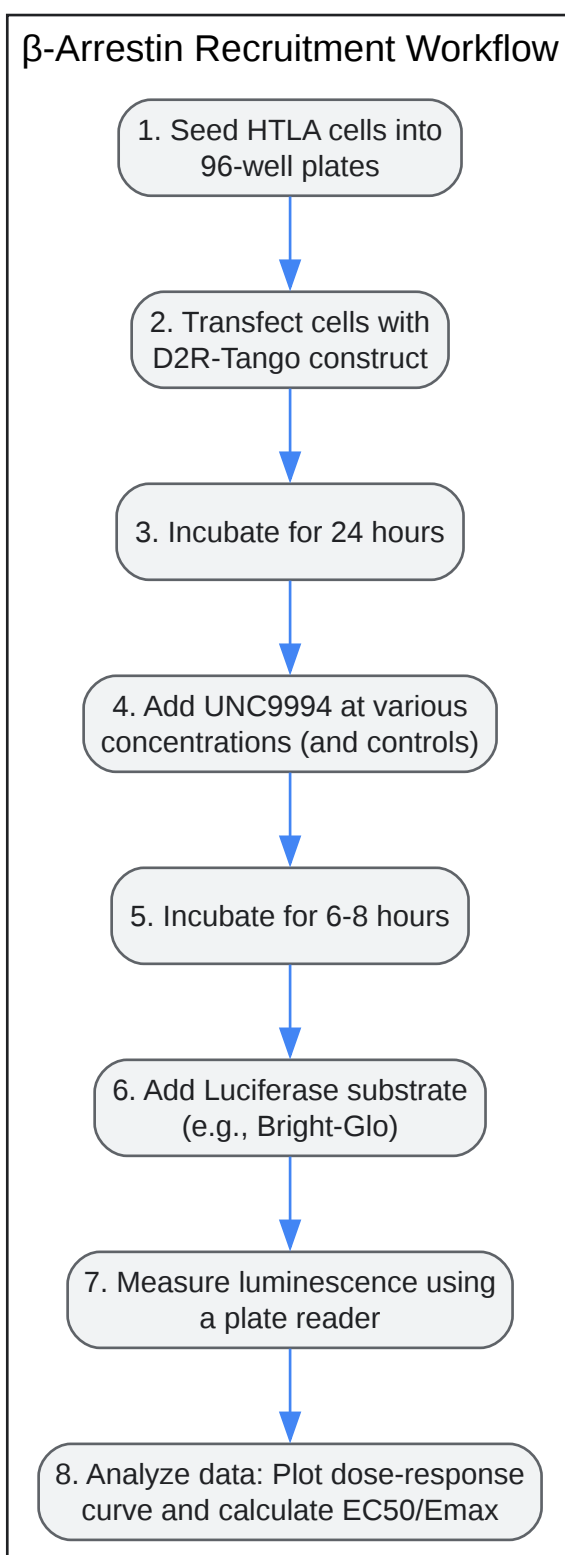 β-Arrestin Recruitment Workflow
1. Seed HTLA cells into
96-well plates
2. Transfect cells with
D2R-Tango construct
3. Incubate for 24 hours
4. Add UNC9994 at various
concentrations (and controls)
5. Incubate for 6-8 hours
6. Add Luciferase substrate
(e.g., Bright-Glo)
7. Measure luminescence using
a plate reader
8. Analyze data: Plot dose-response
curve and calculate EC50/Emax